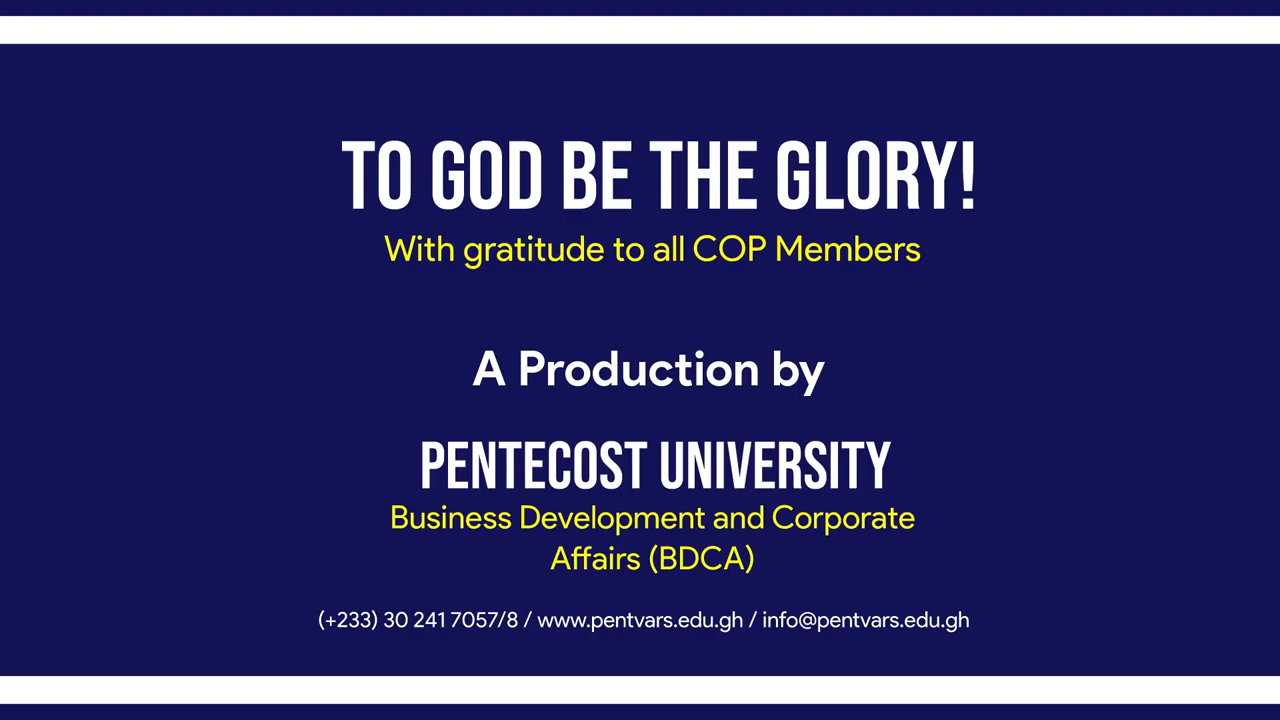 TO GOD BE THE GLORY!
With gratitude to all COP Members
A Production by
PENTECOST UNIVERSITY
Business Development and Corporate
Affairs (BDCA)
(+233) 30 241 7057/8 / www.pentvars.edu.gh / info@pentvars.edu.gh